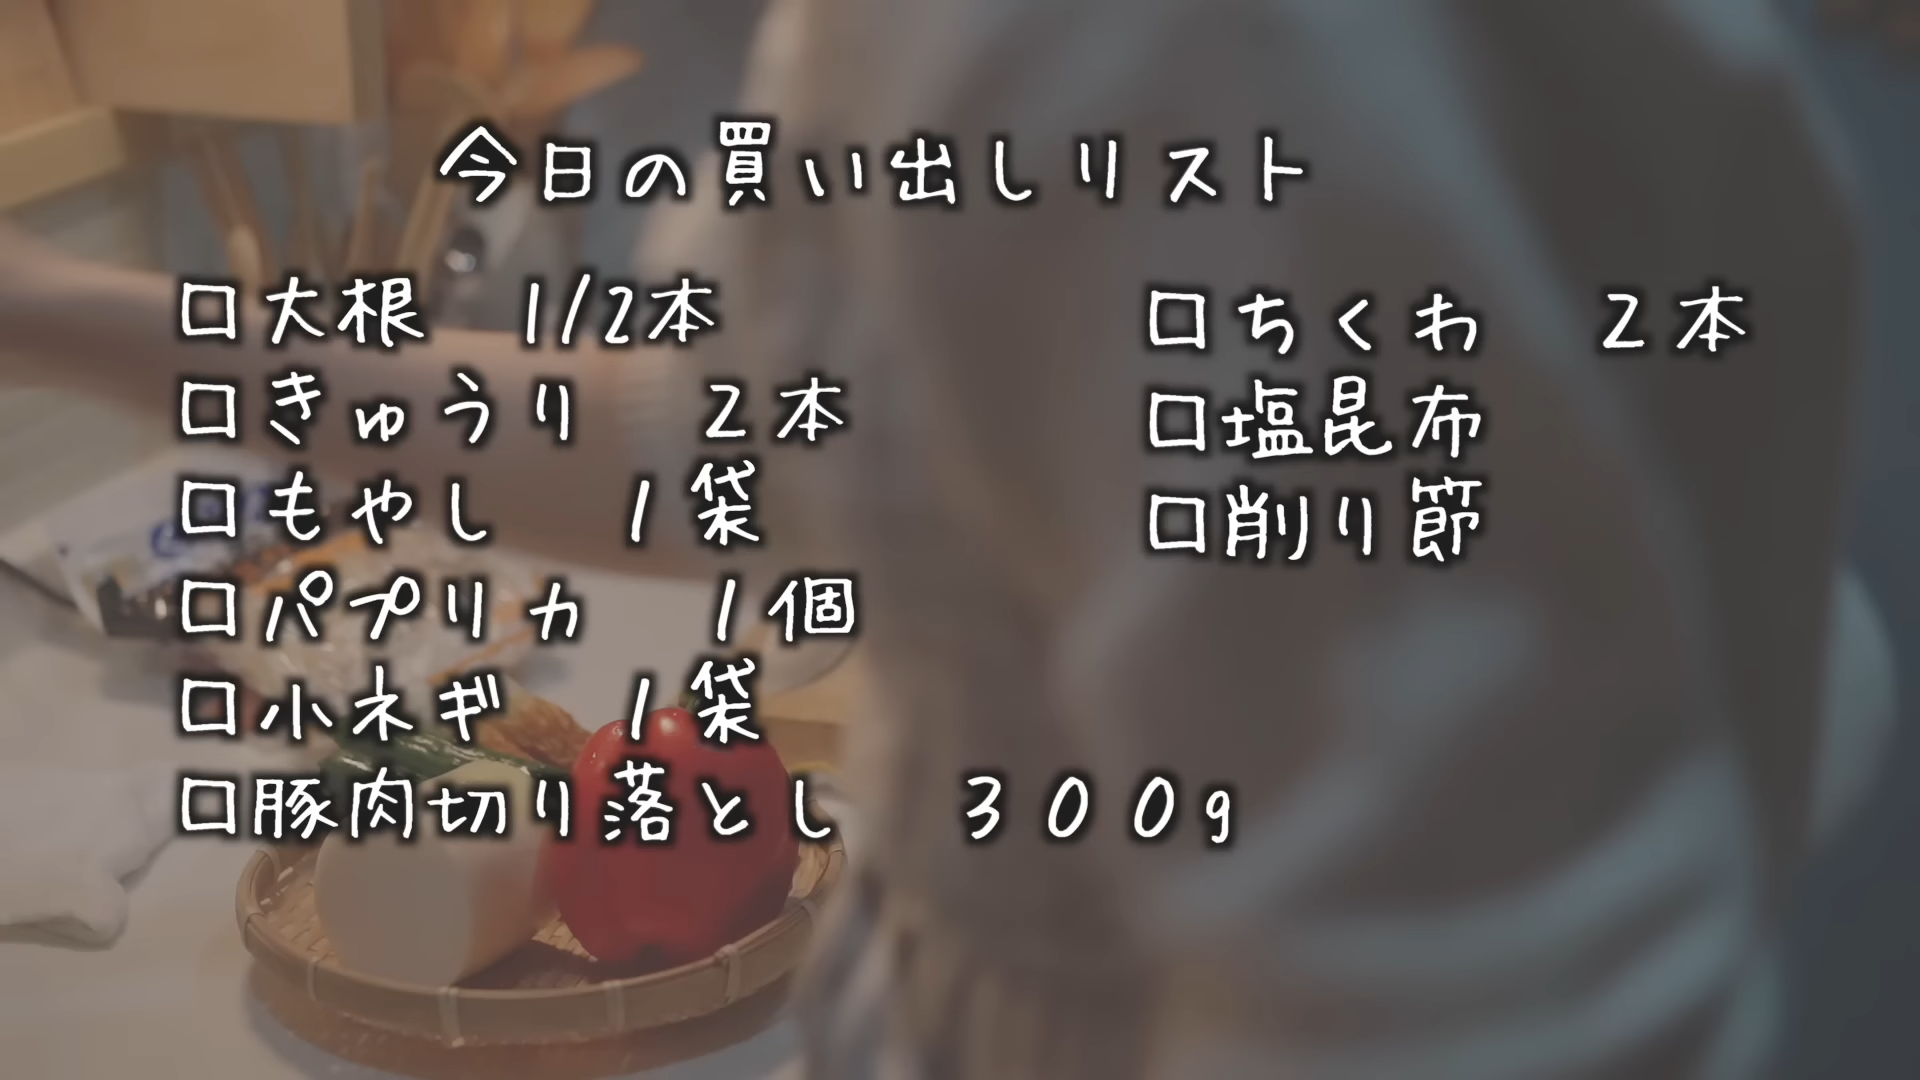 今日の買い出しリスト
□大根　1/2本
□きゅうり　２本
□もやし　１袋
□パプリカ　１個
□小ネギ　１袋
□豚肉切り落とし　３００g
□ちくわ　２本
□塩昆布
□削り節